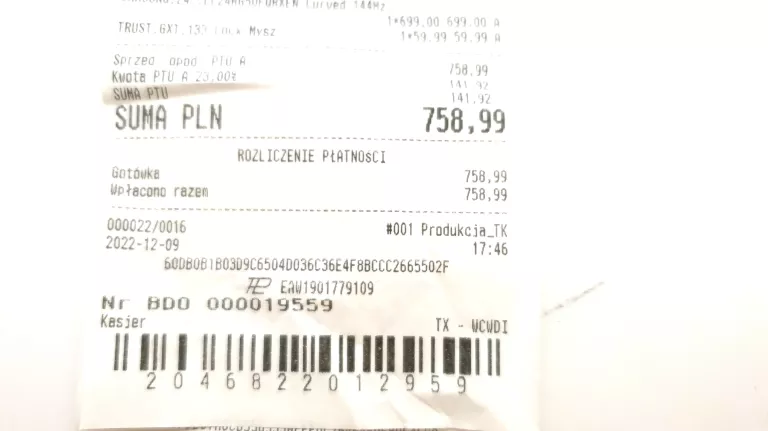 Curved 144Hz
1*699.00 699.00 A
TRUST.GXT.133 Lock Mysz
1*59.99 59.99 A
Sprzed. opod. PTU A 758,99
Kwota PTU A 23,00% 141,92
SUMA PTU 141,92
SUMA PLN 758,99
ROZLICZENIE PŁATNOŚCI
Gotówka 758,99
Wpłacono razem 758,99
000022/0016 #001 Produkcja_TK
2022-12-09 17:46
60DB0B1B03D9C6504D036C36E4F8BCCC2665502F
EAW1901779109
Nr BDO 000019559
Kasjer TX - WCWDI
2046822012959